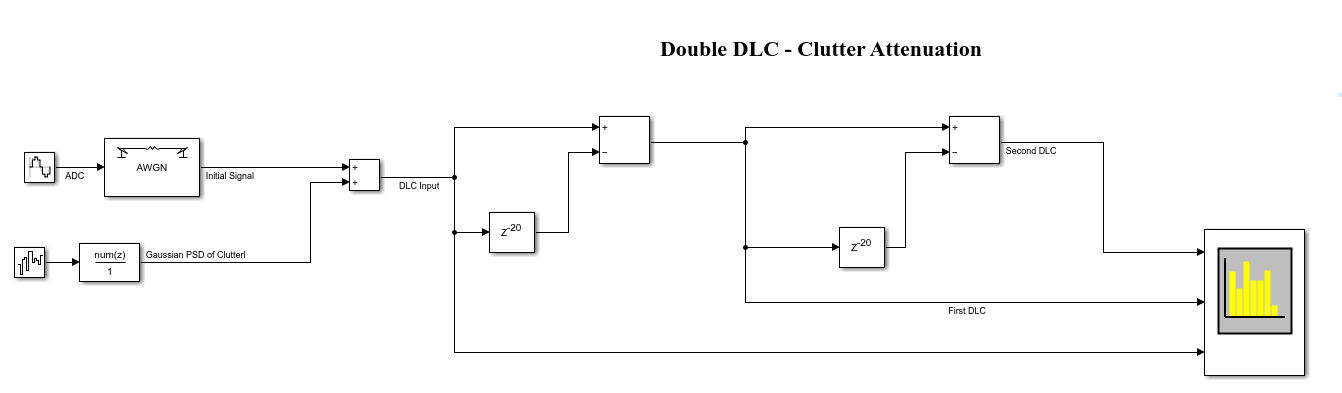 Double DLC - Clutter Attenuation
+
−
+
−
Second DLC
AWGN
ADC
Initial Signal
+
+
DLC Input
z-20
z-20
num(z)
1
Gaussian PSD of Clutterl
First DLC